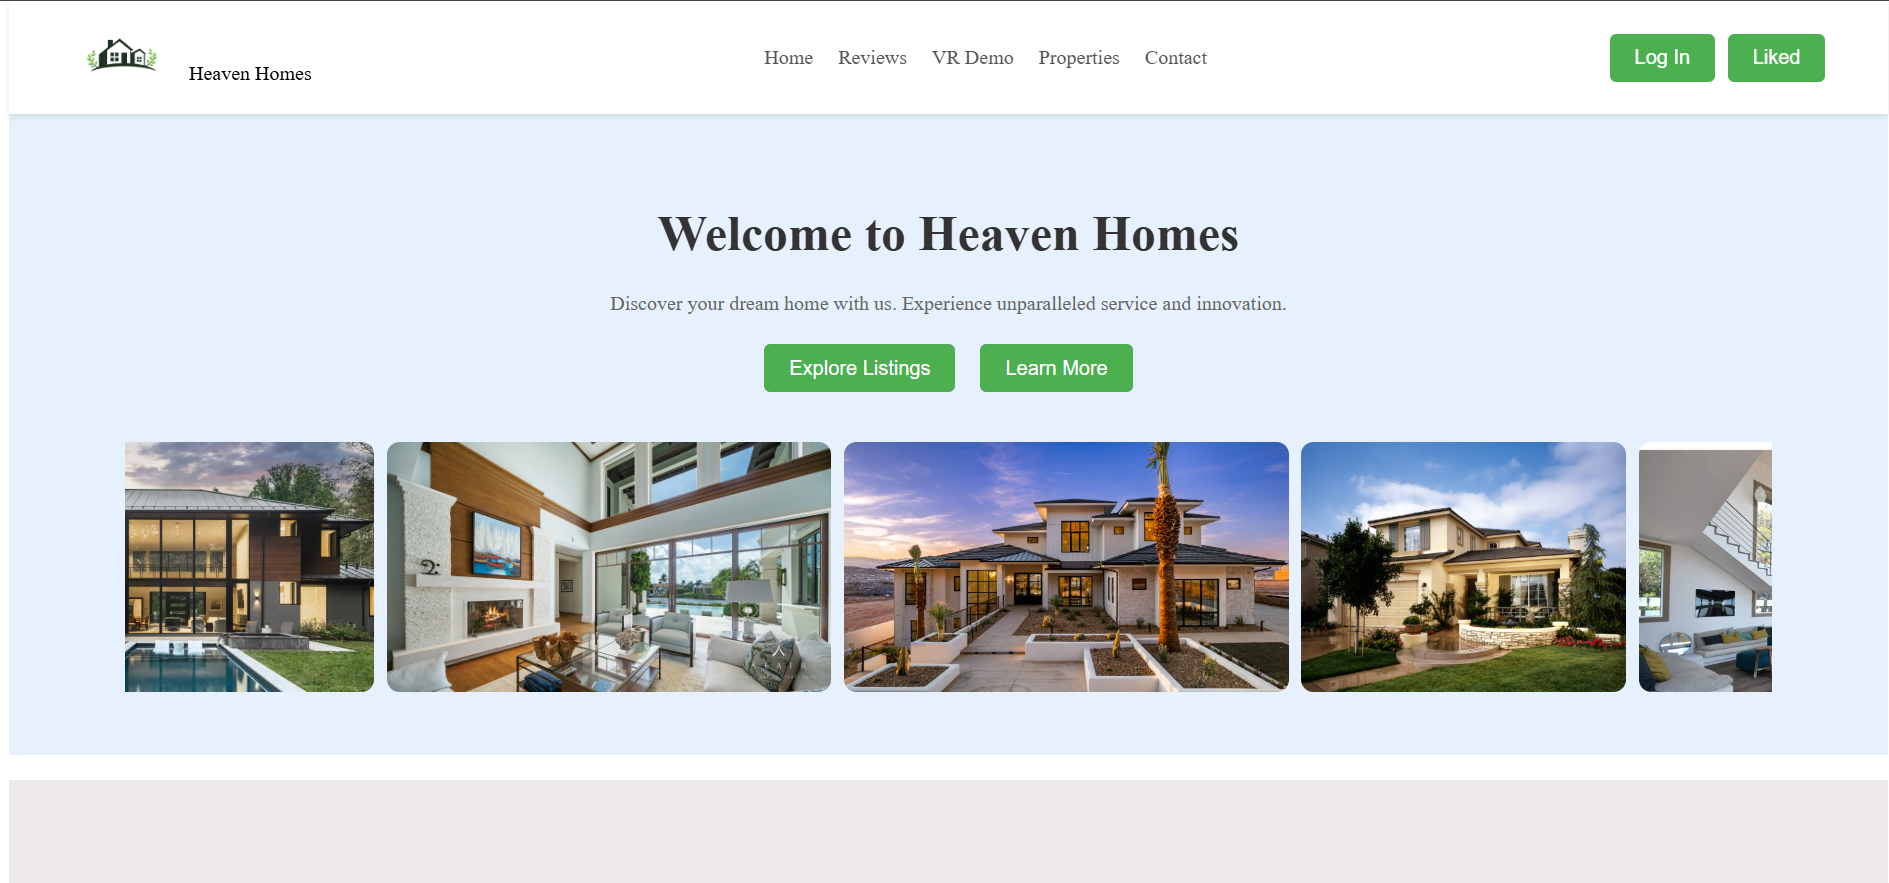 Heaven Homes
Home Reviews VR Demo Properties Contact
Log In Liked
Welcome to Heaven Homes
Discover your dream home with us. Experience unparalleled service and innovation.
Explore Listings Learn More